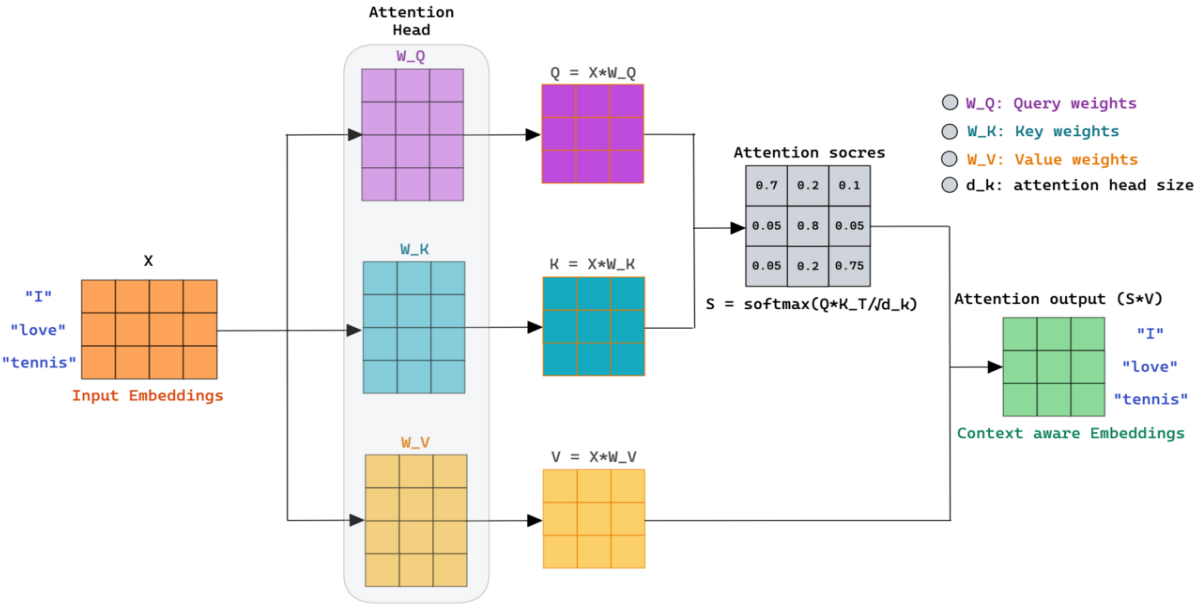 Attention
Head
W_Q
Q = X*W_Q
W_Q: Query weights
W_K: Key weights
W_V: Value weights
d_k: attention head size
Attention socres
0.7 0.2 0.1
0.05 0.8 0.05
0.05 0.2 0.75
S = softmax(Q*K_T/√d_k)
W_K
K = X*W_K
X
"I"
"love"
"tennis"
Input Embeddings
Attention output (S*V)
"I"
"love"
"tennis"
Context aware Embeddings
W_V
V = X*W_V